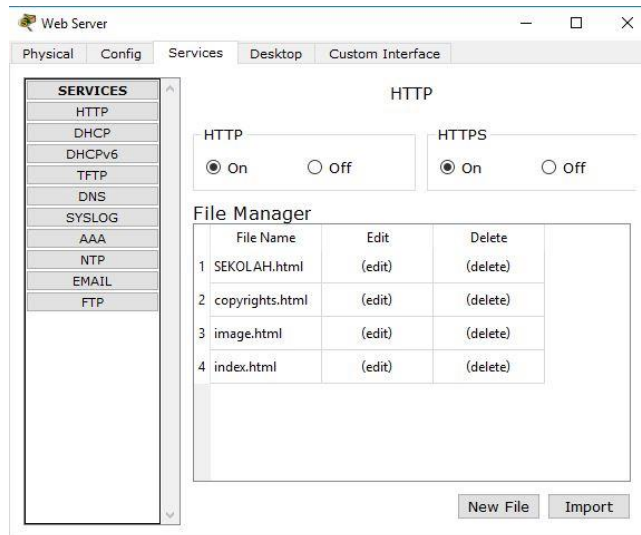 Web Server
Physical Config Services Desktop Custom Interface
SERVICES
HTTP
DHCP
DHCPv6
TFTP
DNS
SYSLOG
AAA
NTP
EMAIL
FTP
HTTP
HTTP HTTPS
On Off On Off
File Manager
File Name Edit Delete
1 SEKOLAH.html (edit) (delete)
2 copyrights.html (edit) (delete)
3 image.html (edit) (delete)
4 index.html (edit) (delete)
New File Import